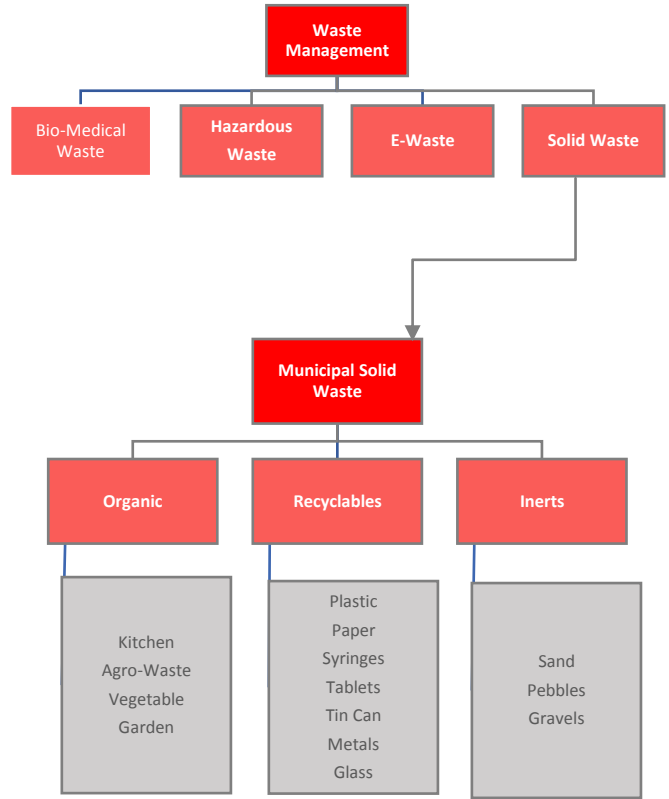 Waste
Management
Bio-Medical
Waste
Hazardous
Waste
E-Waste
Solid Waste
Municipal Solid
Waste
Organic
Recyclables
Inerts
Kitchen
Agro-Waste
Vegetable
Garden
Plastic
Paper
Syringes
Tablets
Tin Can
Metals
Glass
Sand
Pebbles
Gravels